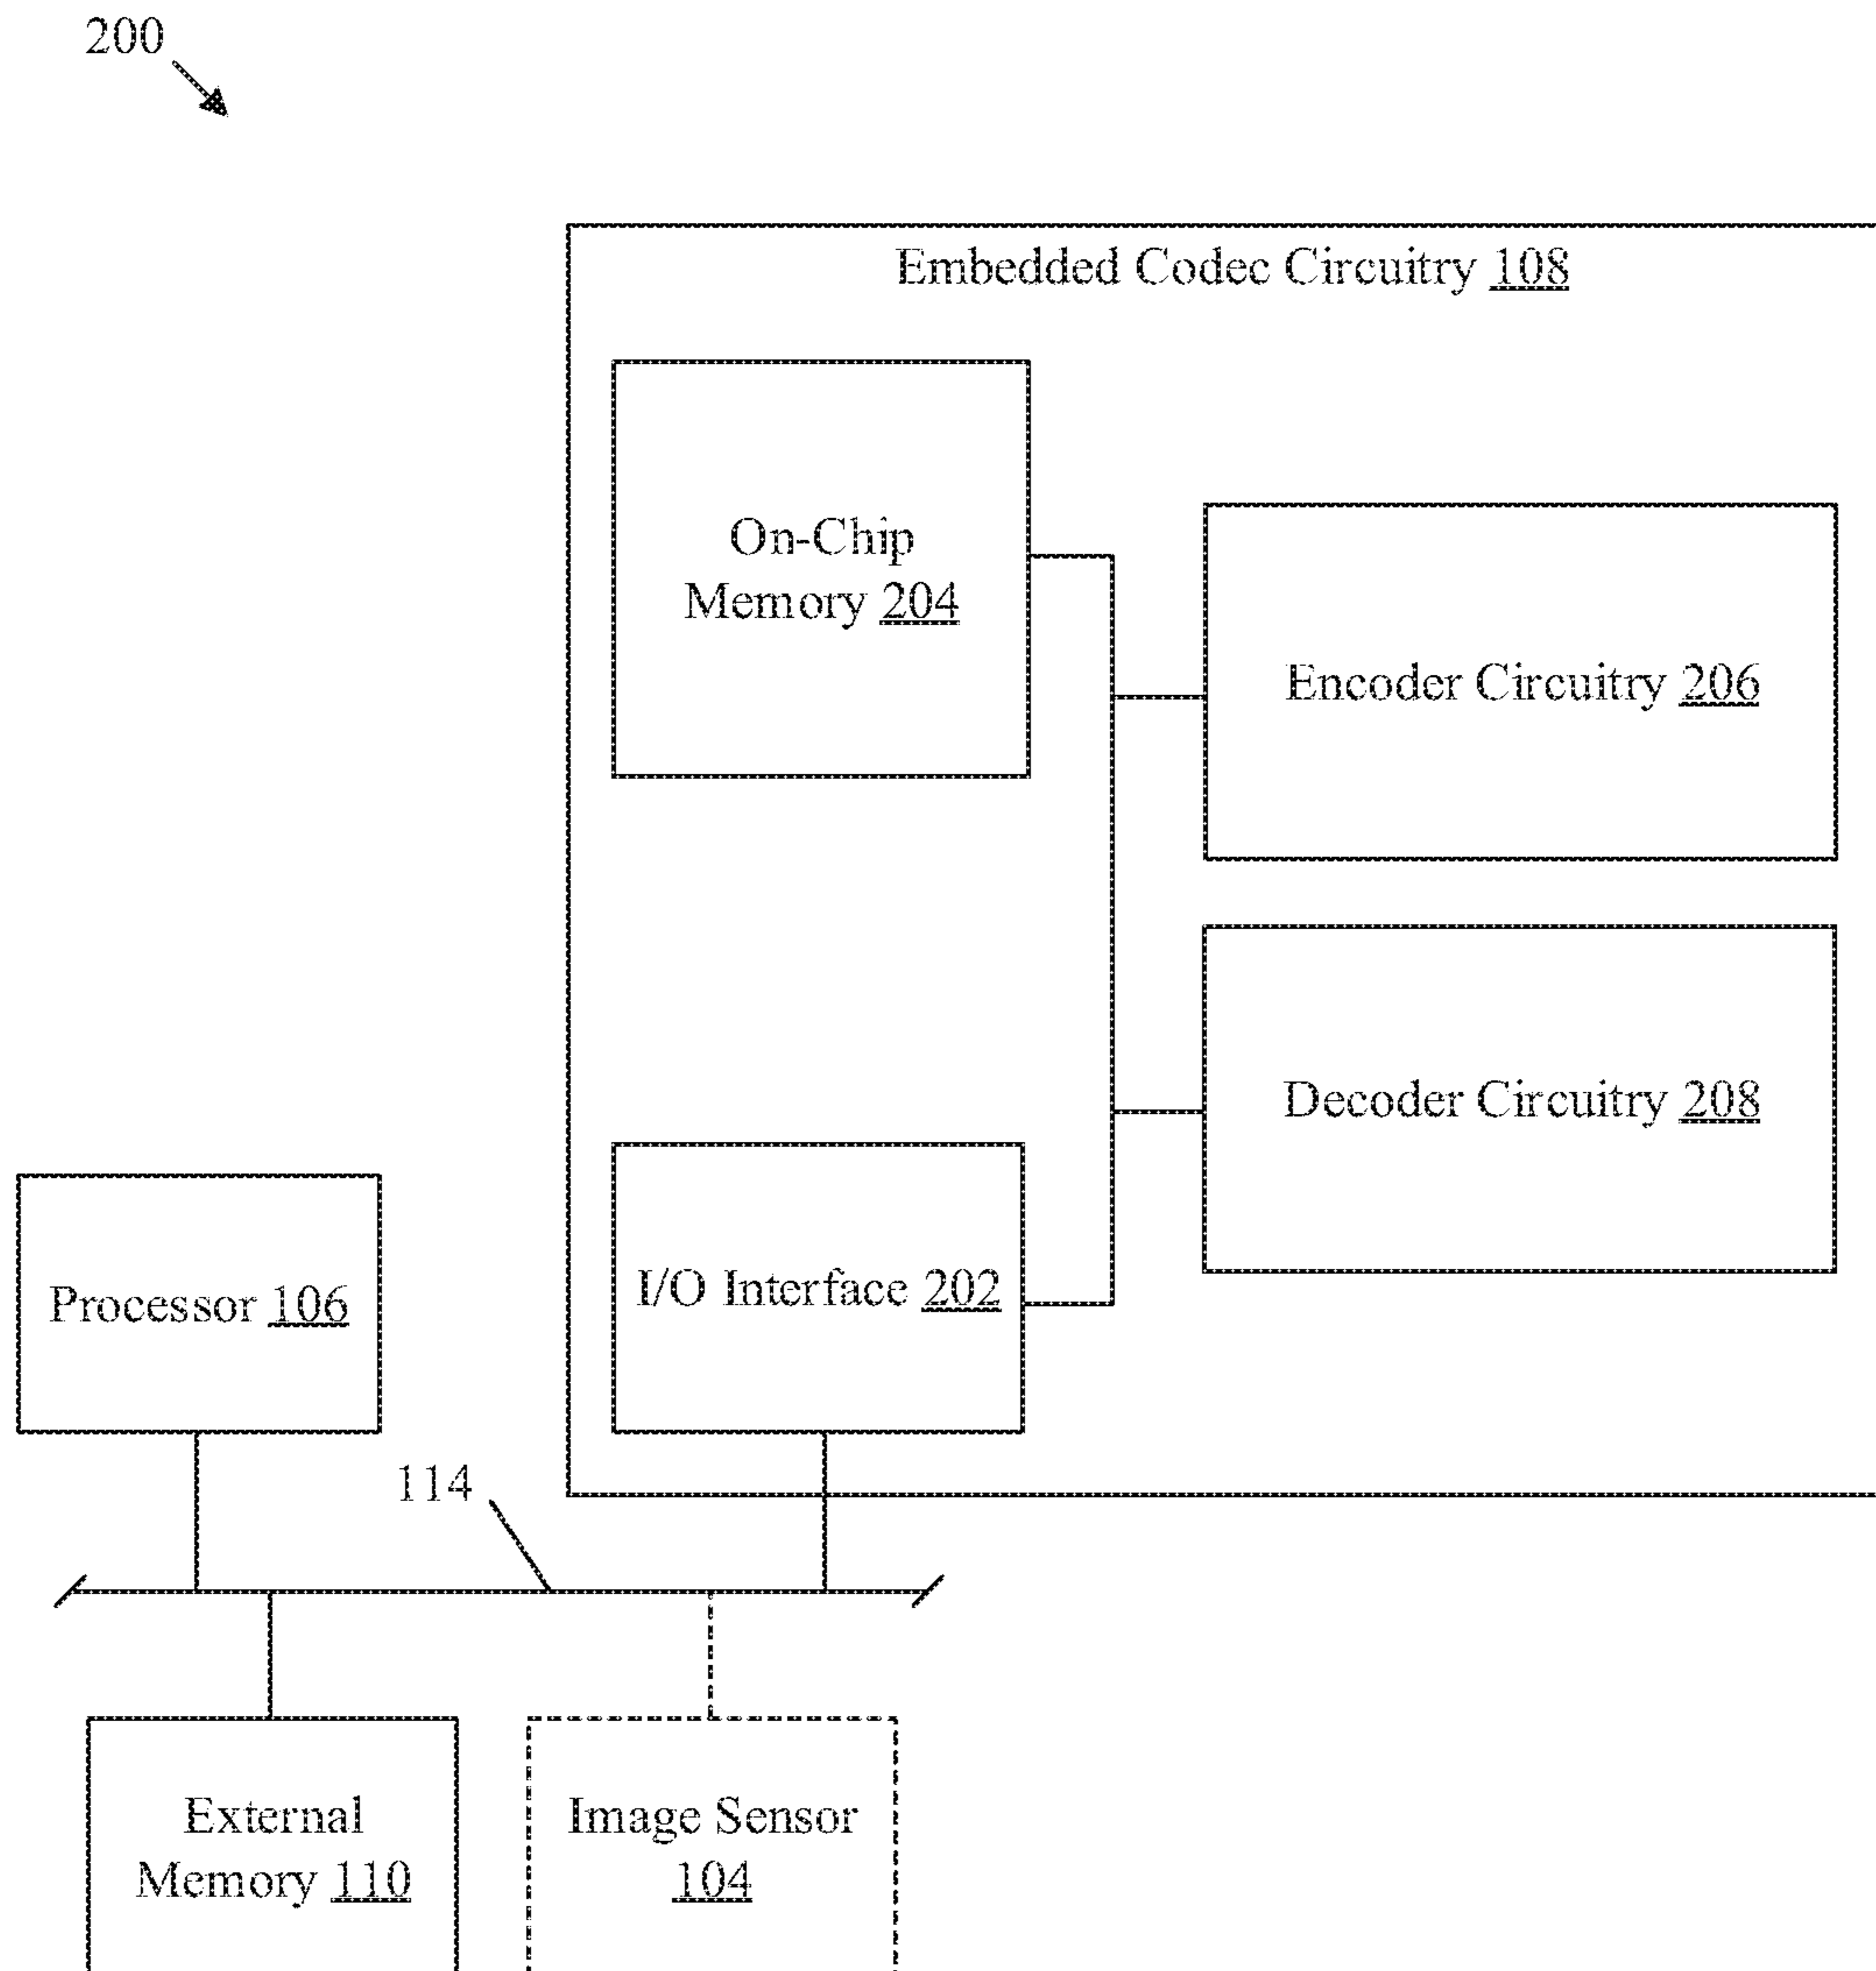 200
Embedded Codec Circuitry 108
On-Chip
Memory 204
Encoder Circuitry 206
Decoder Circuitry 208
I/O Interface 202
Processor 106
114
External
Memory 110
Image Sensor
104